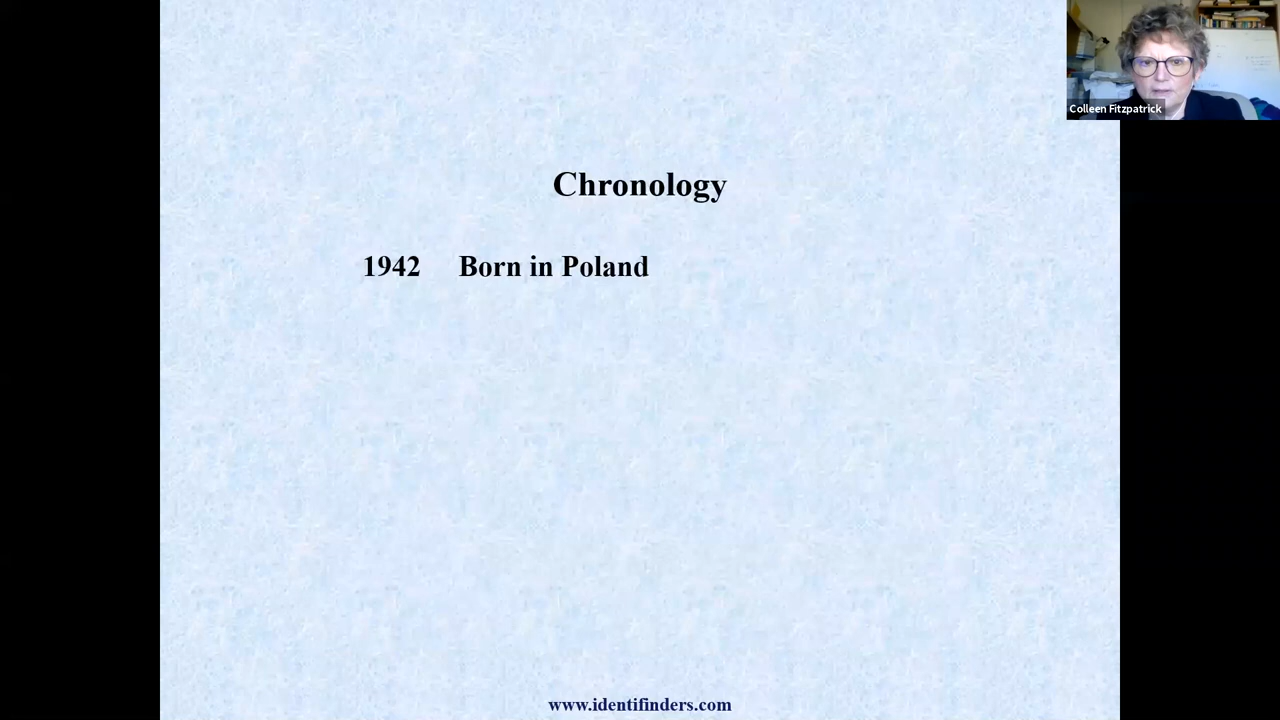 Colleen Fitzpatrick
Chronology
1942 Born in Poland
www.identifinders.com